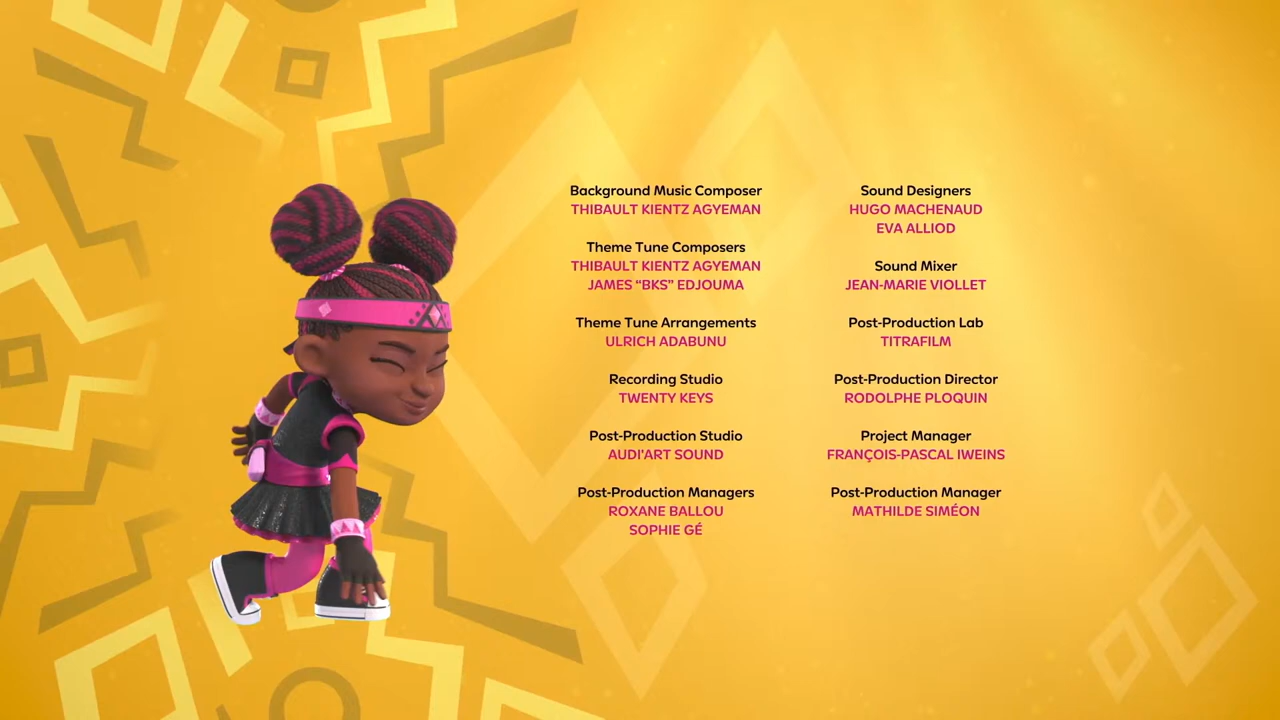 Background Music Composer
THIBAULT KIENTZ AGYEMAN
Theme Tune Composers
THIBAULT KIENTZ AGYEMAN
JAMES “BKS” EDJOUMA
Theme Tune Arrangements
ULRICH ADABUNU
Recording Studio
TWENTY KEYS
Post-Production Studio
AUDI'ART SOUND
Post-Production Managers
ROXANE BALLOU
SOPHIE GÉ
Sound Designers
HUGO MACHENAUD
EVA ALLIOD
Sound Mixer
JEAN-MARIE VIOLLET
Post-Production Lab
TITRAFILM
Post-Production Director
RODOLPHE PLOQUIN
Project Manager
FRANÇOIS-PASCAL IWEINS
Post-Production Manager
MATHILDE SIMÉON